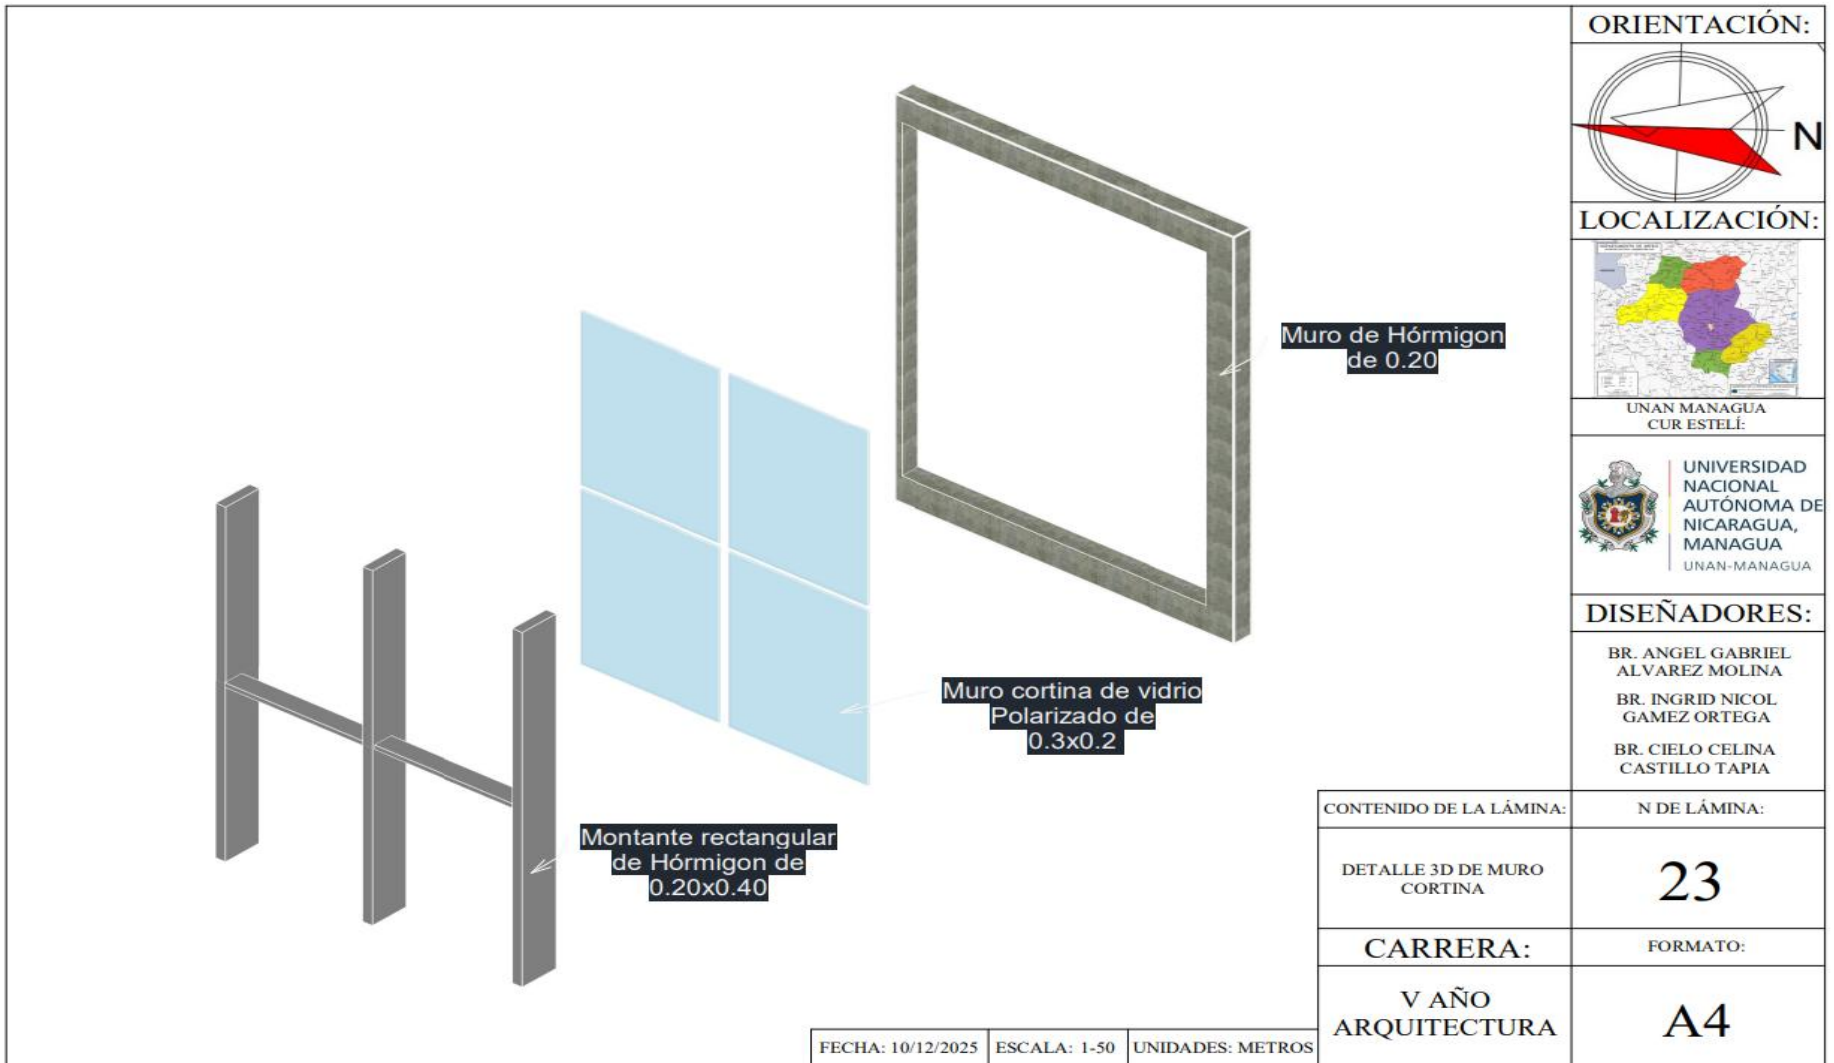 ORIENTACIÓN:
N
LOCALIZACIÓN:
UNAN MANAGUA
CUR ESTELÍ:
UNIVERSIDAD
NACIONAL
AUTÓNOMA DE
NICARAGUA,
MANAGUA
UNAN-MANAGUA
DISEÑADORES:
BR. ANGEL GABRIEL
ALVAREZ MOLINA
BR. INGRID NICOL
GAMEZ ORTEGA
BR. CIELO CELINA
CASTILLO TAPIA
Muro de Hórmigon
de 0.20
Muro cortina de vidrio
Polarizado de
0.3x0.2
Montante rectangular
de Hórmigon de
0.20x0.40
CONTENIDO DE LA LÁMINA:
N DE LÁMINA:
DETALLE 3D DE MURO
CORTINA
23
CARRERA:
FORMATO:
V AÑO
ARQUITECTURA
A4
FECHA: 10/12/2025
ESCALA: 1-50
UNIDADES: METROS